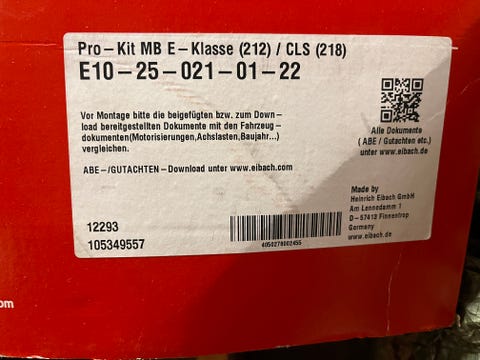 Pro-Kit MB E-Klasse (212) / CLS (218)
E10-25-021-01-22
Vor Montage bitte die beigefügten bzw. zum Down-
load bereitgestellten Dokumente mit den Fahrzeug-
dokumenten(Motorisierungen,Achslasten,Baujahr...)
vergleichen.
ABE-/GUTACHTEN-Download unter www.eibach.com
Alle Dokumente
( ABE / Gutachten etc.)
unter www.eibach.de
12293
105349557
4050278002455
Made by
Heinrich Eibach GmbH
Am Lennedamm 1
D-57413 Finnentrop
Germany
www.eibach.de
om